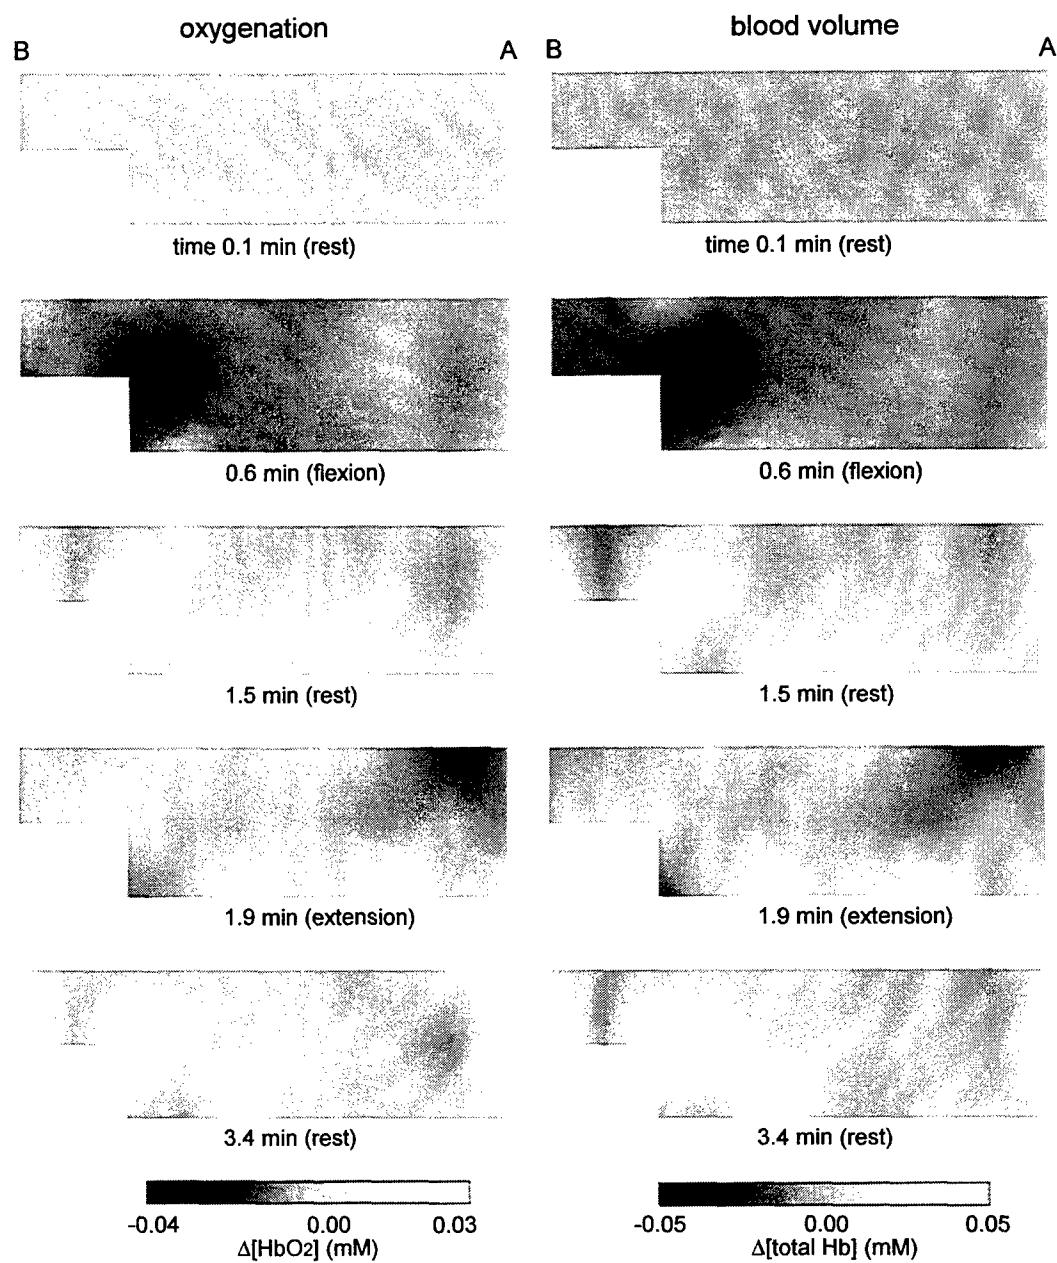 oxygenation
blood volume
B A B A
time 0.1 min (rest)
time 0.1 min (rest)
0.6 min (flexion)
0.6 min (flexion)
1.5 min (rest)
1.5 min (rest)
1.9 min (extension)
1.9 min (extension)
3.4 min (rest)
3.4 min (rest)
-0.04 0.00 0.03
Δ[HbO2] (mM)
-0.05 0.00 0.05
Δ[total Hb] (mM)